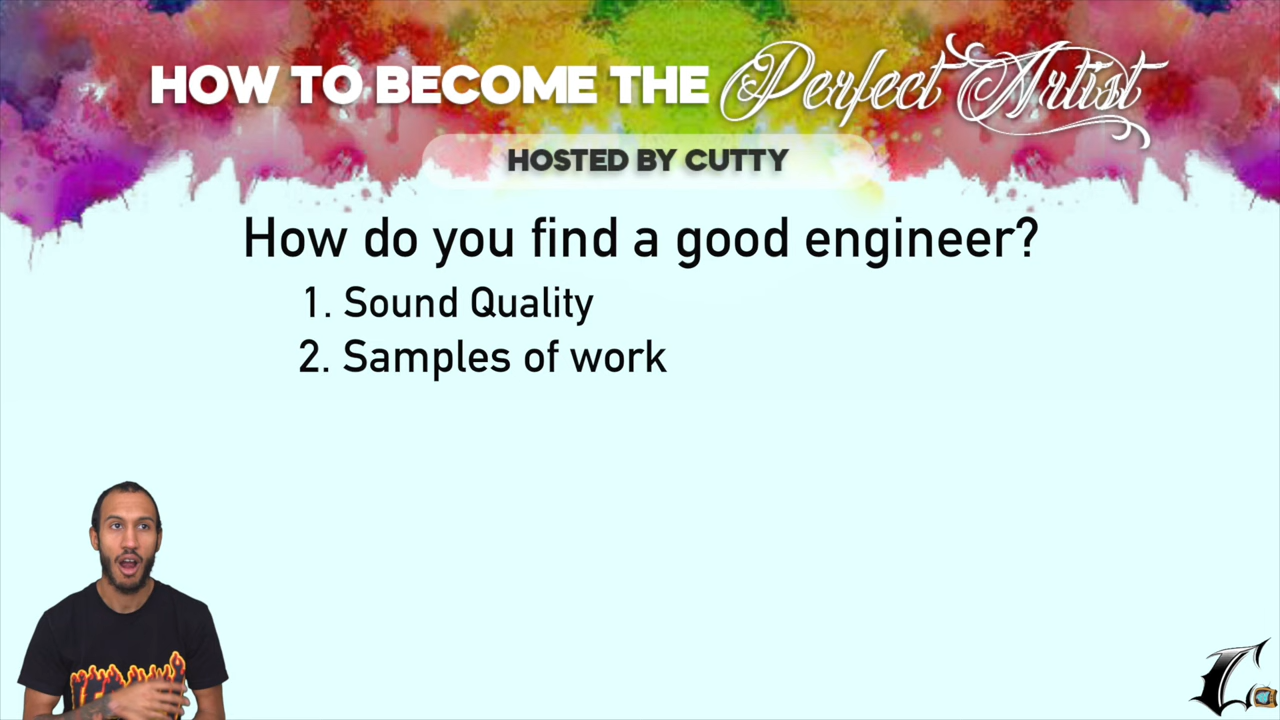 HOW TO BECOME THE Perfect Artist
HOSTED BY CUTTY
How do you find a good engineer?
1. Sound Quality
2. Samples of work